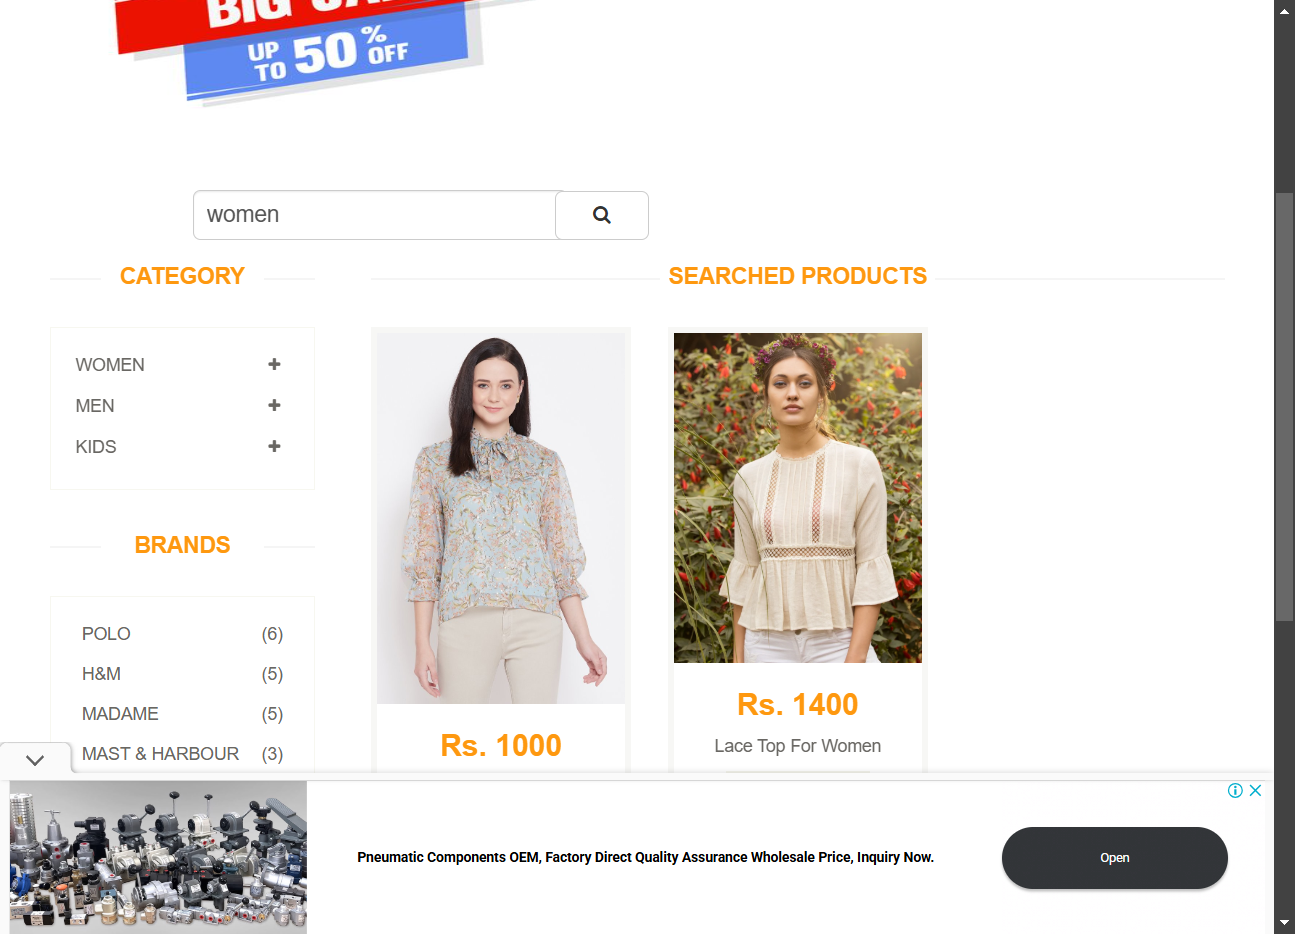 BIG SALE
UP TO 50% OFF
women
CATEGORY
WOMEN
MEN
KIDS
BRANDS
POLO (6)
H&M (5)
MADAME (5)
MAST & HARBOUR (3)
SEARCHED PRODUCTS
Rs. 1000
Rs. 1400
Lace Top For Women
Pneumatic Components OEM, Factory Direct Quality Assurance Wholesale Price, Inquiry Now.
Open